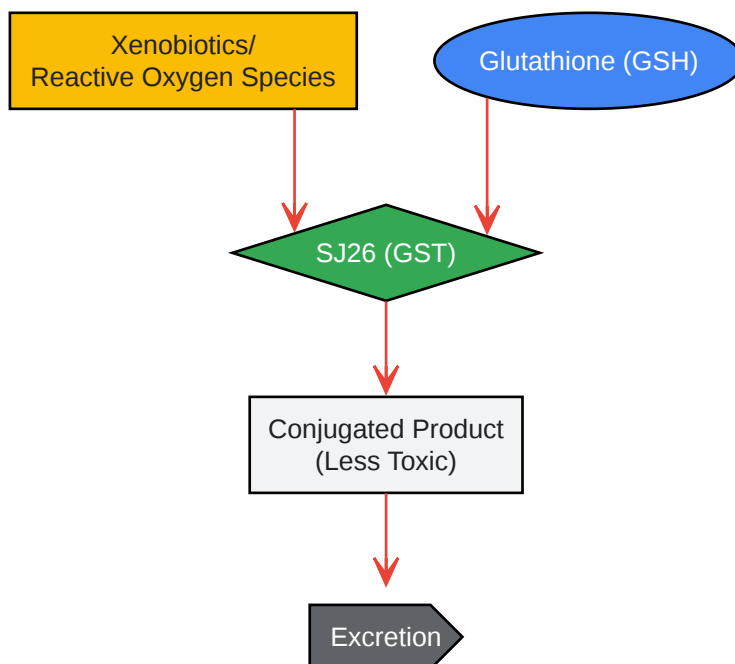 Xenobiotics/
Reactive Oxygen Species
Glutathione (GSH)
SJ26 (GST)
Conjugated Product
(Less Toxic)
Excretion